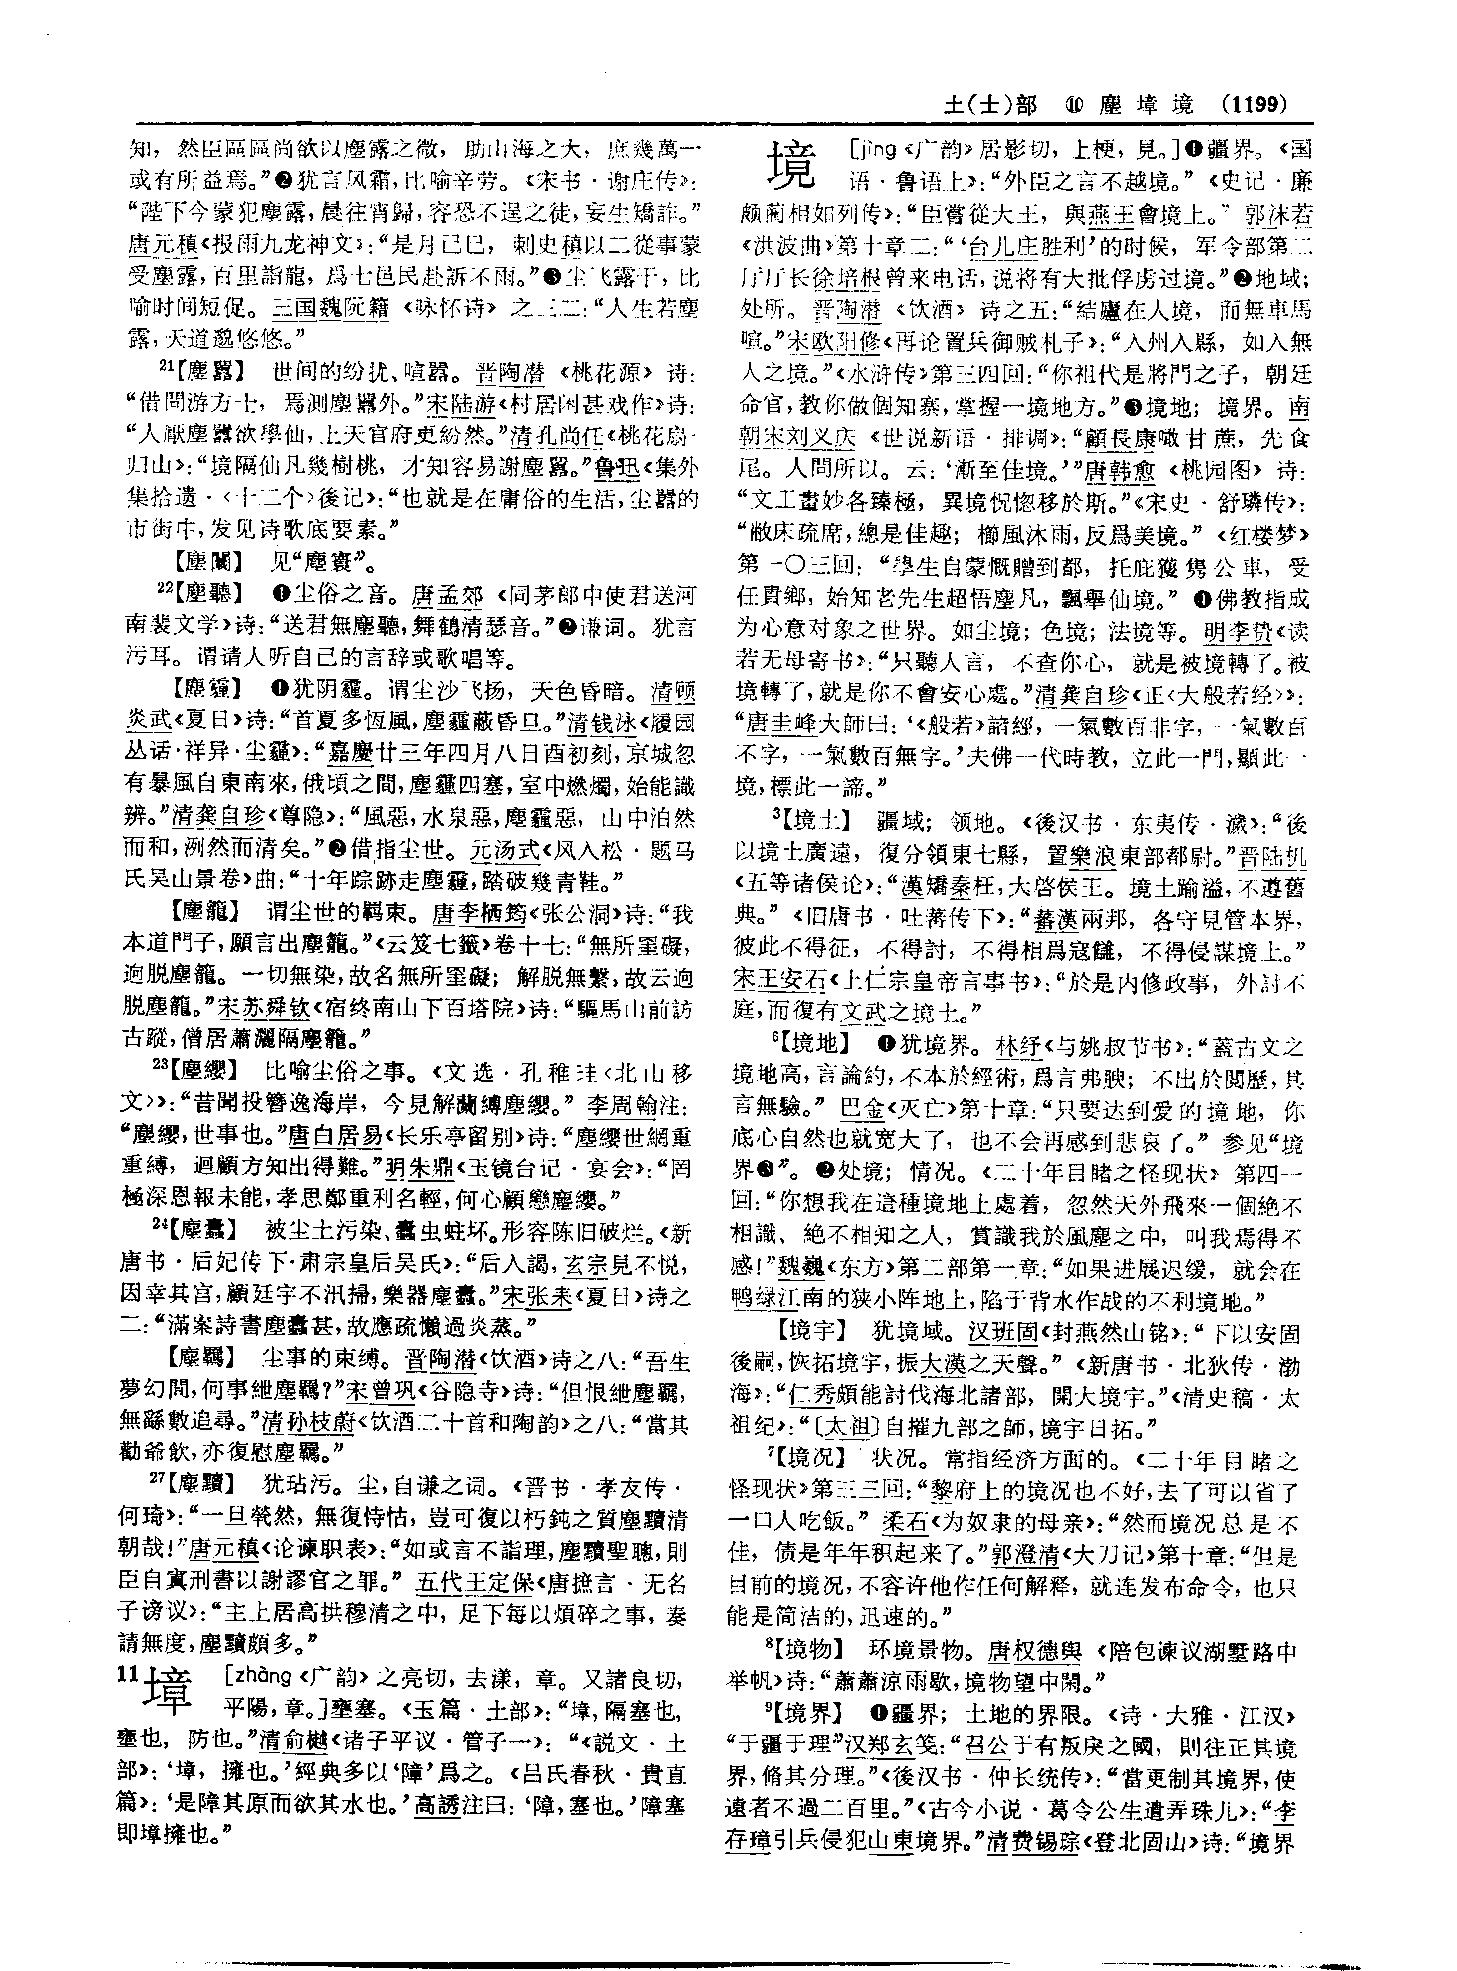 土(士)部 ⑩ 塵 墇 境 (1199)
知，然臣區區尚欲以塵露之微，助山海之大，庶幾萬一
或有所益焉。”❷犹言风霜，比喻辛劳。《宋书·谢庄传》：
“陛下今蒙犯塵露，晨往宵歸，容恐不逞之徒，妄生矯詐。”
唐元稹《报雨九龙神文》：“是月己巳，刺史稹以二從事蒙
受塵露，百里詣龍，爲七邑民赴訴不雨。”❸尘飞露干，比
喻时间短促。三国魏阮籍《咏怀诗》之三二：“人生若塵
露，天道邈悠悠。”
21【塵囂】 世间的纷扰、喧嚣。晋陶潜《桃花源》诗：
“借問游方士，焉測塵囂外。”宋陆游《村居闲甚戏作》诗：
“人厭塵囂欲學仙，上天官府更紛然。”清孔尚任《桃花扇·
归山》：“境隔仙凡幾樹桃，才知容易謝塵囂。”鲁迅《集外
集拾遗·〈十二个〉後记》：“也就是在庸俗的生活，尘嚣的
市街中，发见诗歌底要素。”
【塵闤】 见“塵寰”。
22【塵聽】 ❶尘俗之音。唐孟郊《同茅郎中使君送河
南裴文学》诗：“送君無塵聽，舞鶴清瑟音。”❷谦词。犹言
污耳。谓请人听自己的言辞或歌唱等。
【塵霾】 ❶犹阴霾。谓尘沙飞扬，天色昏暗。清顾
炎武《夏日》诗：“首夏多恆風，塵霾蔽昏旦。”清钱泳《履园
丛话·祥异·尘霾》：“嘉慶廿三年四月八日酉初刻，京城忽
有暴風自東南來，俄頃之間，塵霾四塞，室中燃燭，始能識
辨。”清龚自珍《尊隐》：“風惡，水泉惡，塵霾惡，山中泊然
而和，冽然而清矣。”❷借指尘世。元汤式《风入松·题马
氏吴山景卷》曲：“十年踪跡走塵霾，踏破幾青鞋。”
【塵籠】 谓尘世的羁束。唐李栖筠《张公洞》诗：“我
本道門子，願言出塵籠。”《云笈七籤》卷十七：“無所罣礙，
逈脱塵籠。一切無染，故名無所罣礙；解脱無繫，故云逈
脱塵籠。”宋苏舜钦《宿终南山下百塔院》诗：“驅馬山前訪
古蹤，僧居蕭灑隔塵籠。”
23【塵纓】 比喻尘俗之事。《文选·孔稚珪〈北山移
文〉》：“昔聞投簪逸海岸，今見解蘭縛塵纓。”李周翰注：
“塵纓，世事也。”唐白居易《长乐亭留别》诗：“塵纓世網重
重縛，迴顧方知出得難。”明朱鼎《玉镜台记·宴会》：“罔
極深恩報未能，孝思鄭重利名輕，何心顧戀塵纓。”
24【塵蠹】 被尘土污染、蠹虫蛀坏。形容陈旧破烂。《新
唐书·后妃传下·肃宗皇后吴氏》：“后入謁，玄宗見不悦，
因幸其宫，顧廷宇不汛掃，樂器塵蠹。”宋张耒《夏日》诗之
二：“滿案詩書塵蠹甚，故應疏懶過炎蒸。”
【塵羈】 尘事的束缚。晋陶潜《饮酒》诗之八：“吾生
夢幻間，何事紲塵羈？”宋曾巩《谷隐寺》诗：“但恨紲塵羈，
無繇數追尋。”清孙枝蔚《饮酒二十首和陶韵》之八：“當其
勸爺飲，亦復慰塵羈。”
27【塵黷】 犹玷污。尘，自谦之词。《晋书·孝友传·
何琦》：“一旦煢然，無復恃怙，豈可復以朽鈍之質塵黷清
朝哉！”唐元稹《论谏职表》：“如或言不詣理，塵黷聖聰，則
臣自寘刑書以謝謬官之罪。”五代王定保《唐摭言·无名
子谤议》：“主上居高拱穆清之中，足下每以煩碎之事，奏
請無度，塵黷頗多。”
11 墇 [zhàng《广韵》之亮切，去漾，章。又諸良切，
平陽，章。]壅塞。《玉篇·土部》：“墇，隔塞也，
壅也，防也。”清俞樾《诸子平议·管子一》：“《説文·土
部》：‘墇，擁也。’經典多以‘障’爲之。《吕氏春秋·貴直
篇》：‘是障其原而欲其水也。’高誘注曰：‘障，塞也。’障塞
即墇擁也。”
境 [jìng《广韵》居影切，上梗，見。]❶疆界。《国
语·鲁语上》：“外臣之言不越境。”《史记·廉
颇蔺相如列传》：“臣嘗從大王，與燕王會境上。”郭沫若
《洪波曲》第十章二：“‘台儿庄胜利’的时候，军令部第二
厅厅长徐培根曾来电话，说将有大批俘虏过境。”❷地域；
处所。晋陶潜《饮酒》诗之五：“结廬在人境，而無車馬
喧。”宋欧阳修《再论置兵御贼札子》：“入州入縣，如入無
人之境。”《水浒传》第三四回：“你祖代是將門之子，朝廷
命官，教你做個知寨，掌握一境地方。”❸境地；境界。南
朝宋刘义庆《世说新语·排调》：“顧長康噉甘蔗，先食
尾。人問所以。云：‘漸至佳境。’”唐韩愈《桃园图》诗：
“文工畫妙各臻極，異境恍惚移於斯。”《宋史·舒璘传》：
“敝床疏席，總是佳趣；櫛風沐雨，反爲美境。”《红楼梦》
第一〇三回：“學生自蒙慨贈到都，托庇獲雋公車，受
任貴鄉，始知老先生超悟塵凡，飄舉仙境。”❹佛教指成
为心意对象之世界。如尘境；色境；法境等。明李贽《读
若无母寄书》：“只聽人言，不查你心，就是被境轉了。被
境轉了，就是你不會安心處。”清龚自珍《正〈大般若经〉》：
“唐圭峰大師曰：‘《般若》諸經，一氣數百非字，一氣數百
不字，一氣數百無字。’夫佛一代時教，立此一門，顯此一
境，標此一諦。”
3【境土】 疆域；领地。《後汉书·东夷传·濊》：“後
以境土廣遠，復分領東七縣，置樂浪東部都尉。”晋陆机
《五等诸侯论》：“漢矯秦枉，大啓侯王。境土踰溢，不遵舊
典。”《旧唐书·吐蕃传下》：“蕃漢兩邦，各守見管本界，
彼此不得征，不得討，不得相爲寇讎，不得侵謀境上。”
宋王安石《上仁宗皇帝言事书》：“於是内修政事，外討不
庭，而復有文武之境土。”
6【境地】 ❶犹境界。林纾《与姚叔节书》：“蓋古文之
境地高，言論約，不本於經術，爲言弗腴；不出於閲歷，其
言無驗。”巴金《灭亡》第十章：“只要达到爱的境地，你
底心自然也就宽大了，也不会再感到悲哀了。”参见“境
界❸”。❷处境；情况。《二十年目睹之怪现状》第四一
回：“你想我在這種境地上處着，忽然天外飛來一個絶不
相識、絶不相知之人，賞識我於風塵之中，叫我焉得不
感！”魏巍《东方》第二部第一章：“如果进展迟缓，就会在
鸭绿江南的狭小阵地上，陷于背水作战的不利境地。”
【境宇】 犹境域。汉班固《封燕然山铭》：“下以安固
後嗣，恢拓境宇，振大漢之天聲。”《新唐书·北狄传·渤
海》：“仁秀頗能討伐海北諸部，開大境宇。”《清史稿·太
祖纪》：“〔太祖〕自摧九部之師，境宇日拓。”
7【境况】 状况。常指经济方面的。《二十年目睹之
怪现状》第三三回：“黎府上的境况也不好，去了可以省了
一口人吃飯。”柔石《为奴隶的母亲》：“然而境况总是不
佳，债是年年积起来了。”郭澄清《大刀记》第十章：“但是
目前的境况，不容许他作任何解释，就连发布命令，也只
能是简洁的，迅速的。”
8【境物】 环境景物。唐权德舆《陪包谏议湖墅路中
举帆》诗：“蕭蕭涼雨歇，境物望中閑。”
9【境界】 ❶疆界；土地的界限。《诗·大雅·江汉》
“于疆于理”汉郑玄笺：“召公于有叛戾之國，則往正其境
界，脩其分理。”《後汉书·仲长统传》：“當更制其境界，使
遠者不過二百里。”《古今小说·葛令公生遣弄珠儿》：“李
存璋引兵侵犯山東境界。”清费锡琮《登北固山》诗：“境界